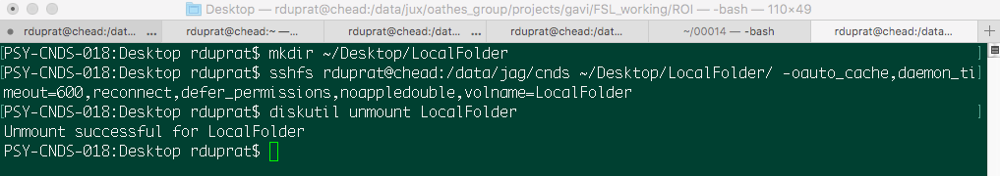 Desktop — rduprat@chead:/data/jux/oathes_group/projects/gavi/FSL_working/ROI — -bash — 110×49
rduprat@chead:/dat... rduprat@chead:~ — ... rduprat@chead:/dat... rduprat@chead:/dat... ~/00014 — -bash rduprat@chead:/data... +
[PSY-CNDS-018:Desktop rduprat$ mkdir ~/Desktop/LocalFolder ]
[PSY-CNDS-018:Desktop rduprat$ sshfs rduprat@chead:/data/jag/cnds ~/Desktop/LocalFolder/ -oauto_cache,daemon_ti]
meout=600,reconnect,defer_permissions,noappledouble,volname=LocalFolder
[PSY-CNDS-018:Desktop rduprat$ diskutil unmount LocalFolder ]
Unmount successful for LocalFolder
PSY-CNDS-018:Desktop rduprat$